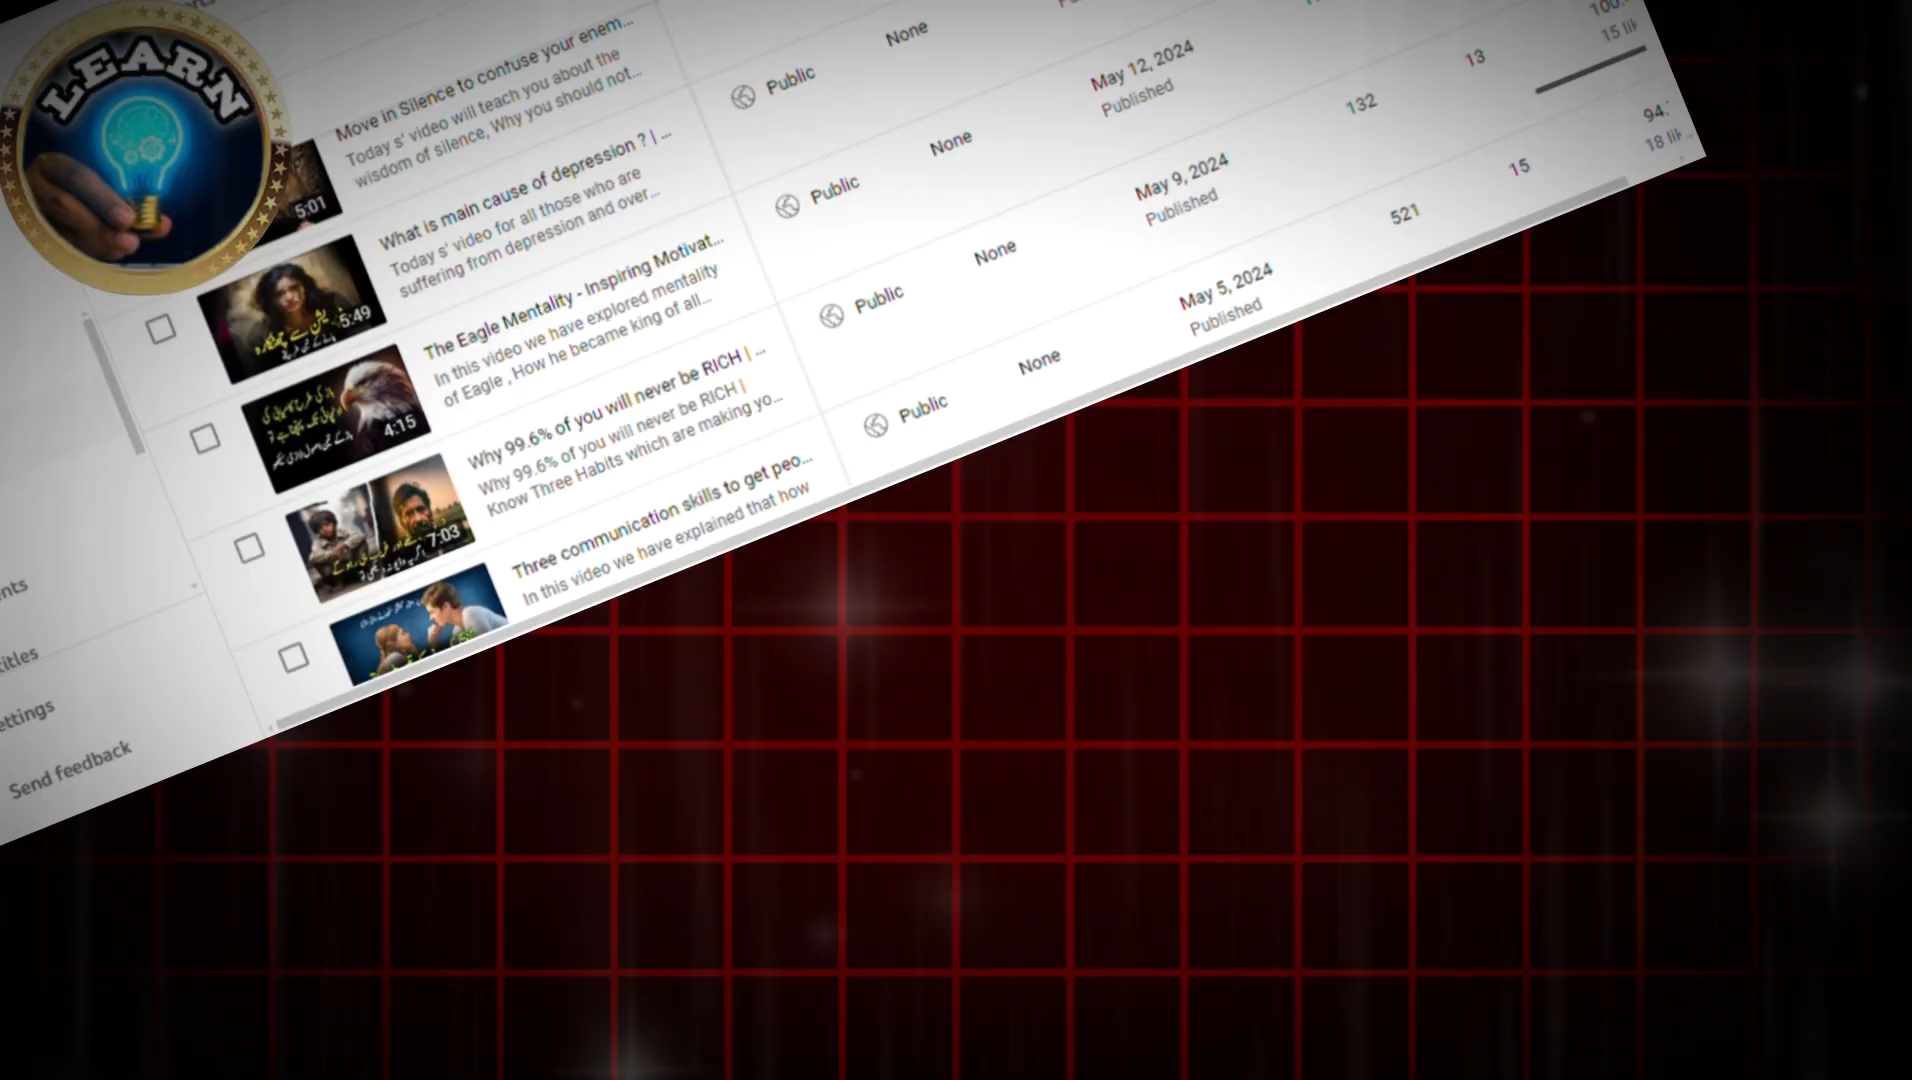 LEARN
Move in Silence to confuse your enem...
Today s' video will teach you about the
wisdom of silence, Why you should not...
5:01
Public
None
What is main cause of depression ? | ...
Today s' video for all those who are
suffering from depression and over...
5:49
Public
None
May 12, 2024
Published
132
13
15
The Eagle Mentality - Inspiring Motivat...
In this video we have explored mentality
of Eagle , How he became king of all...
4:15
Public
None
May 9, 2024
Published
521
15
18
Why 99.6% of you will never be RICH | ...
Why 99.6% of you will never be RICH |
Know Three Habits which are making yo...
7:03
Public
None
May 5, 2024
Published
Three communication skills to get peo...
In this video we have explained that how
ettings
Send feedback